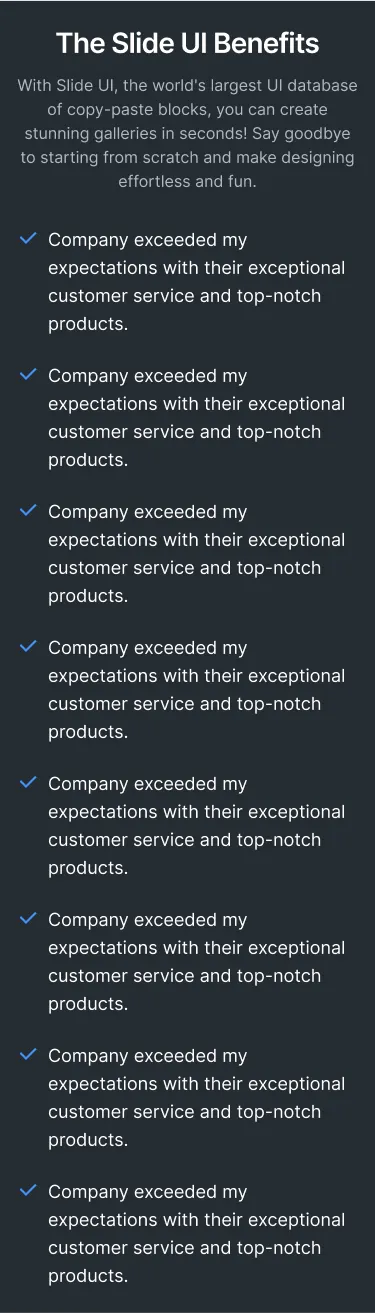 The Slide UI Benefits
With Slide UI, the world's largest UI database
of copy-paste blocks, you can create
stunning galleries in seconds! Say goodbye
to starting from scratch and make designing
effortless and fun.
Company exceeded my
expectations with their exceptional
customer service and top-notch
products.
Company exceeded my
expectations with their exceptional
customer service and top-notch
products.
Company exceeded my
expectations with their exceptional
customer service and top-notch
products.
Company exceeded my
expectations with their exceptional
customer service and top-notch
products.
Company exceeded my
expectations with their exceptional
customer service and top-notch
products.
Company exceeded my
expectations with their exceptional
customer service and top-notch
products.
Company exceeded my
expectations with their exceptional
customer service and top-notch
products.
Company exceeded my
expectations with their exceptional
customer service and top-notch
products.